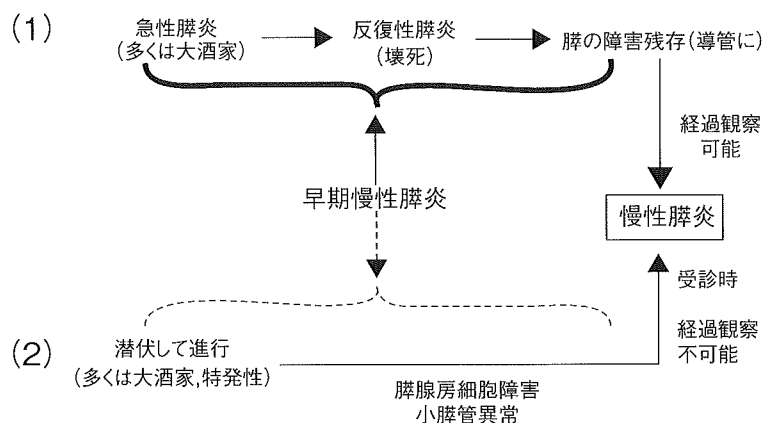 (1)
急性膵炎
(多くは大酒家)
反復性膵炎
(壊死)
膵の障害残存(導管に)
経過観察
可能
早期慢性膵炎
慢性膵炎
受診時
経過観察
不可能
(2)
潜伏して進行
(多くは大酒家,特発性)
膵腺房細胞障害
小膵管異常